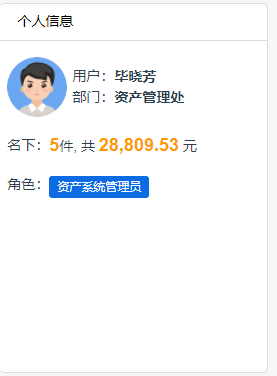 个人信息
用户：毕晓芳
部门：资产管理处
名下：5件, 共 28,809.53 元
角色：资产系统管理员